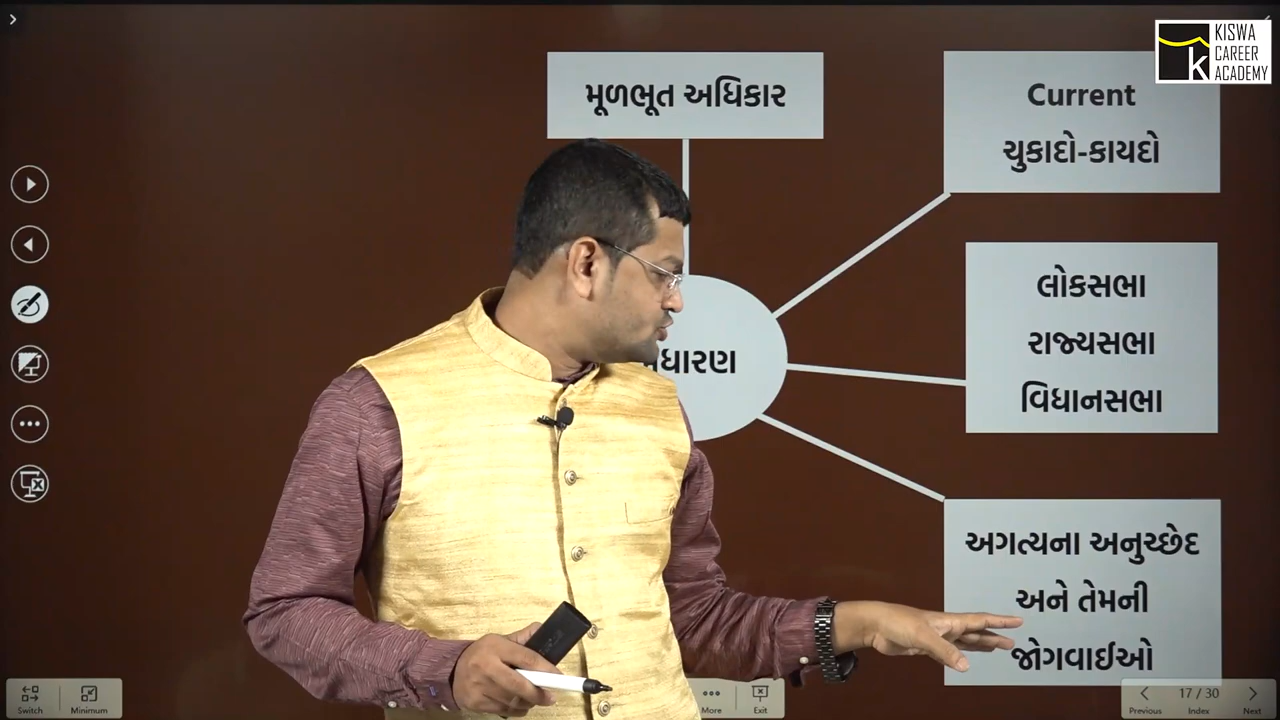 KISWA
CAREER
ACADEMY
મૂળભૂત અધિકાર
Current
ચુકાદો-કાયદો
લોકસભા
રાજ્યસભા
વિધાનસભા
અગત્યના અનુચ્છેદ
અને તેમની
જોગવાઈઓ
Switch
Minimum
More
Exit
17 / 30
Previous
Index
Next